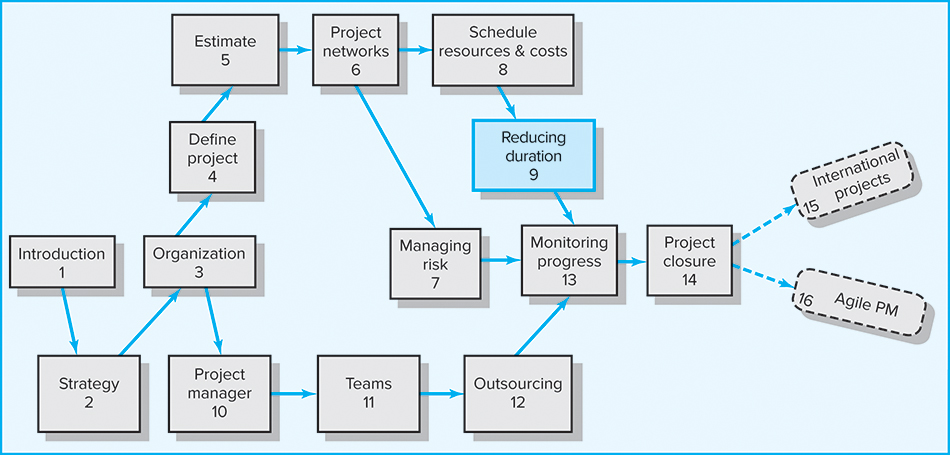 Estimate
5
Project
networks
6
Schedule
resources & costs
8
Define
project
4
Reducing
duration
9
International
projects
15
Introduction
1
Organization
3
Managing
risk
7
Monitoring
progress
13
Project
closure
14
16 Agile PM
Strategy
2
Project
manager
10
Teams
11
Outsourcing
12